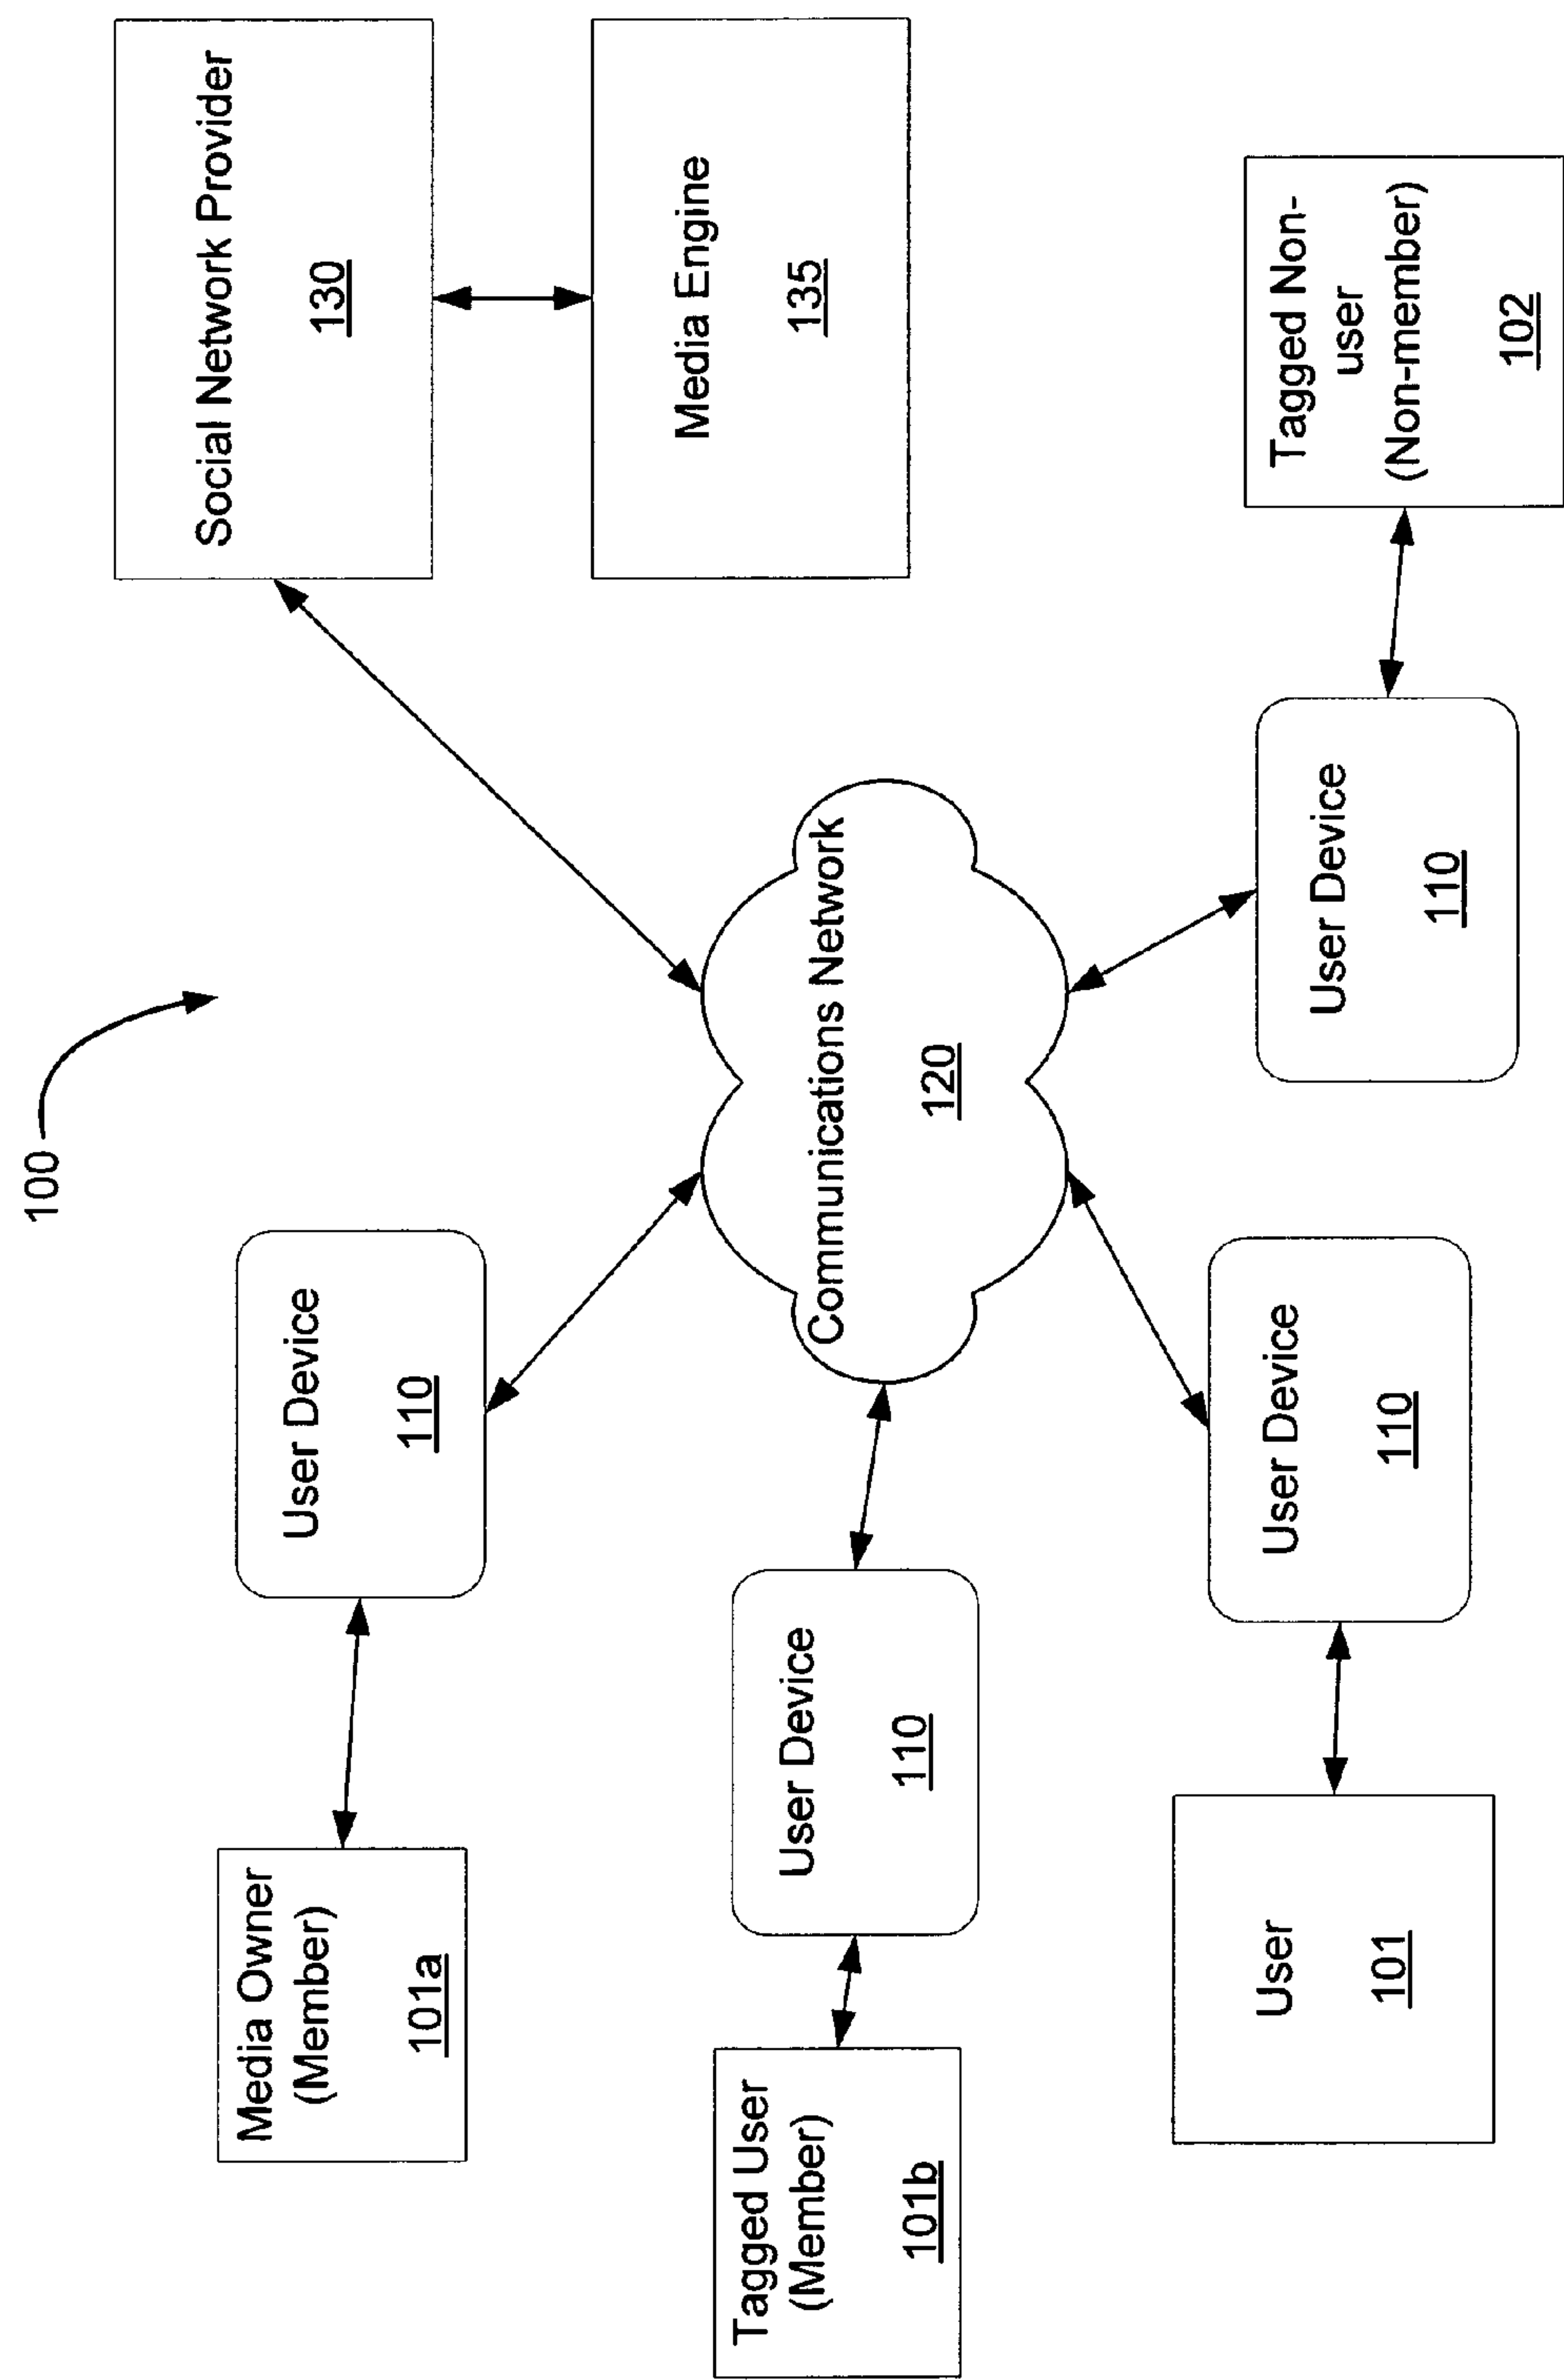 100
Media Owner
(Member)
101a
User Device
110
Social Network Provider
130
Media Engine
135
Tagged User
(Member)
101b
User Device
110
Communications Network
120
User
101
User Device
110
User Device
110
Tagged Non-
user
(Non-member)
102